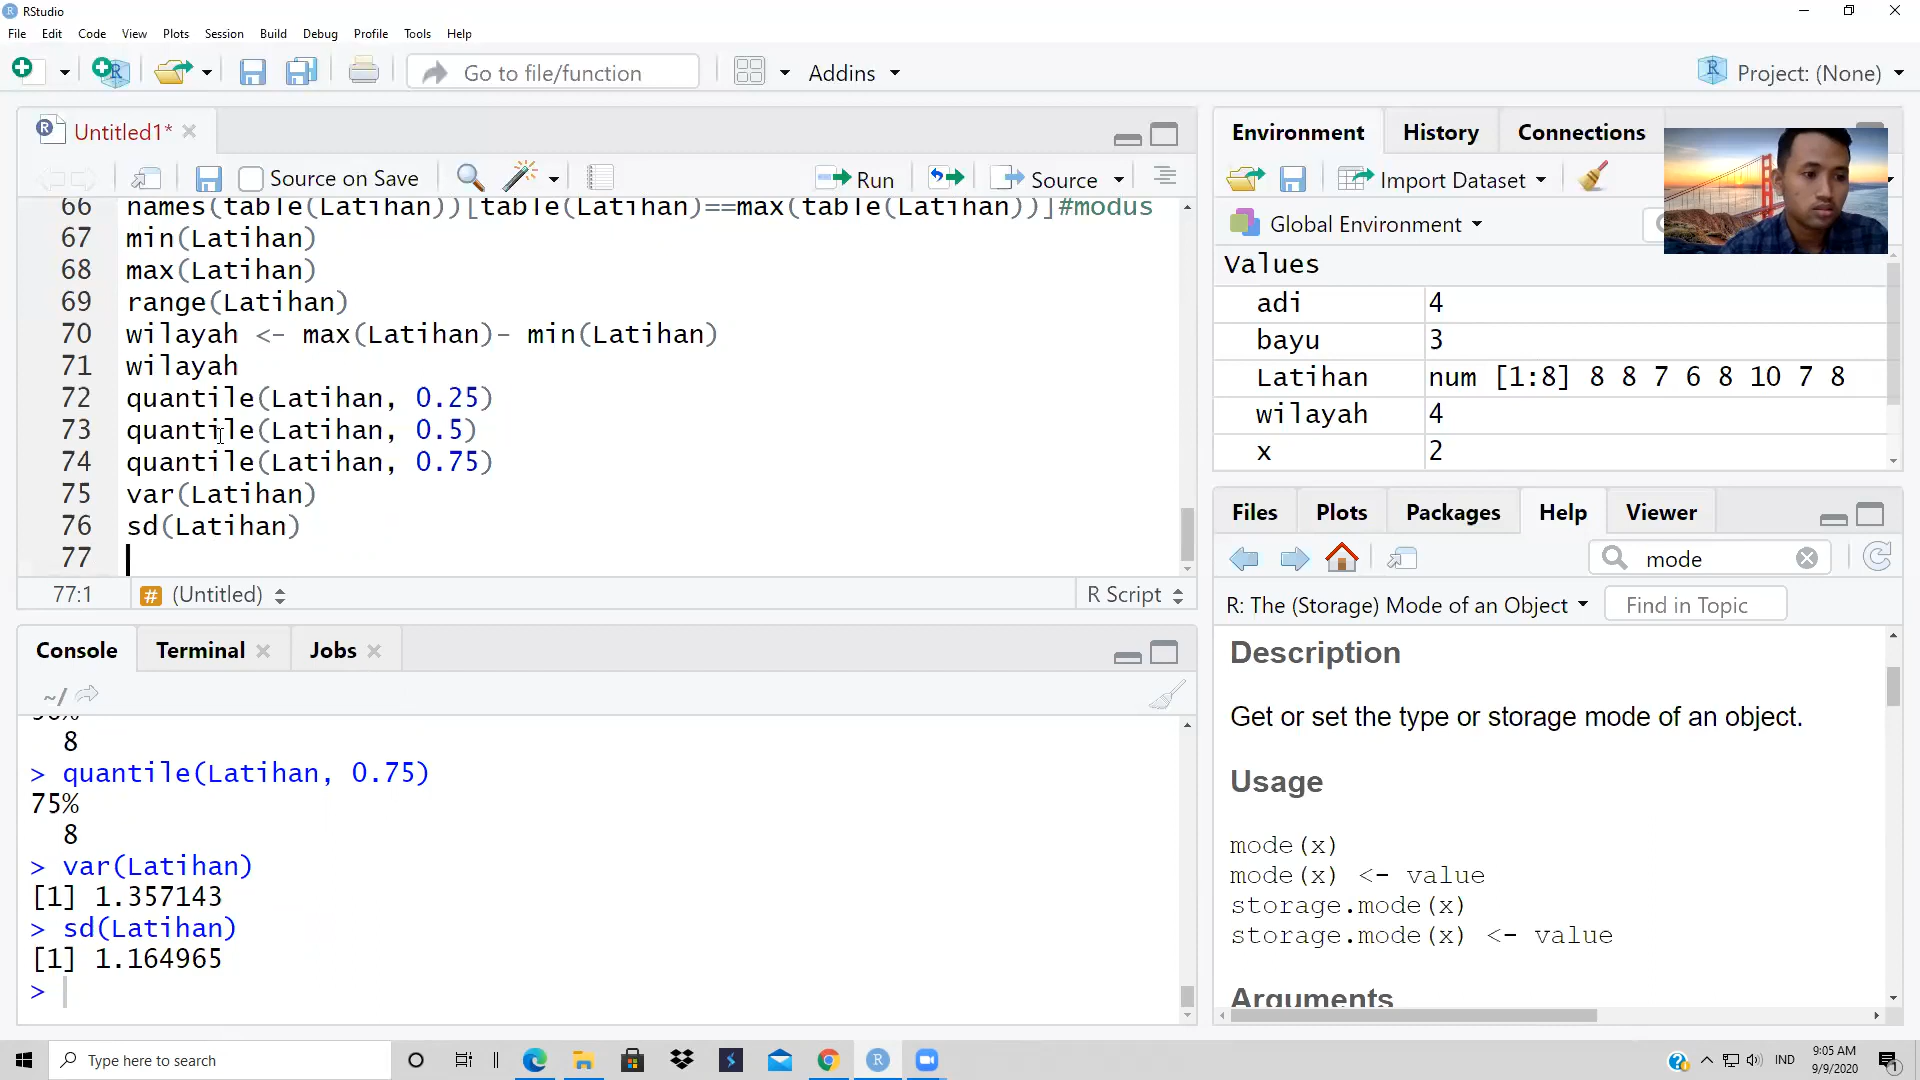 RStudio
File Edit Code View Plots Session Build Debug Profile Tools Help
Go to file/function Addins Project: (None)
Untitled1*
Source on Save Run Source
66 names(table(Latihan))[table(Latihan)==max(table(Latihan))]#modus
67 min(Latihan)
68 max(Latihan)
69 range(Latihan)
70 wilayah <- max(Latihan)- min(Latihan)
71 wilayah
72 quantile(Latihan, 0.25)
73 quantile(Latihan, 0.5)
74 quantile(Latihan, 0.75)
75 var(Latihan)
76 sd(Latihan)
77
77:1 # (Untitled) R Script
Console Terminal Jobs
~/
8
> quantile(Latihan, 0.75)
75%
8
> var(Latihan)
[1] 1.357143
> sd(Latihan)
[1] 1.164965
>
Environment History Connections
Import Dataset
Global Environment
Values
adi 4
bayu 3
Latihan num [1:8] 8 8 7 6 8 10 7 8
wilayah 4
x 2
Files Plots Packages Help Viewer
mode
R: The (Storage) Mode of an Object Find in Topic
Description
Get or set the type or storage mode of an object.
Usage
mode(x)
mode(x) <- value
storage.mode(x)
storage.mode(x) <- value
Arguments
Type here to search
IND
9:05 AM
9/9/2020
1